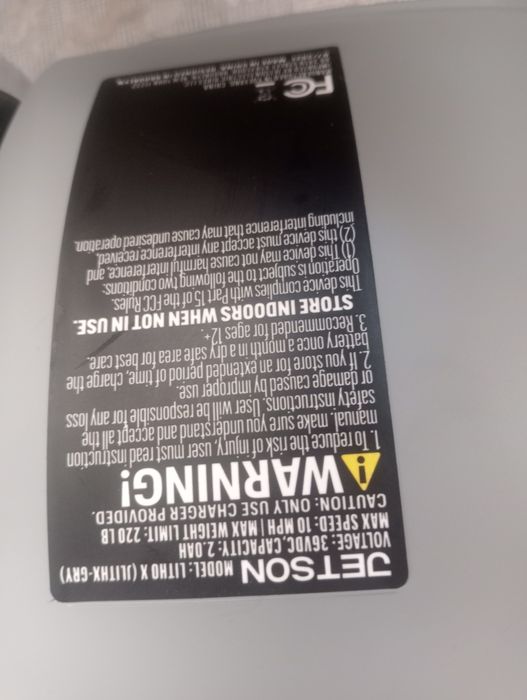 JETSON MODEL: LITHO X (JLITHX-GRY)
VOLTAGE: 36VDC, CAPACITY: 2.0AH
MAX SPEED: 10 MPH | MAX WEIGHT LIMIT: 220 LB
CAUTION: ONLY USE CHARGER PROVIDED.
WARNING!
1. To reduce the risk of injury, user must read instruction
manual, make sure you understand and accept all the
safety instructions. User will be responsible for any loss
or damage caused by improper use.
2. If you store for an extended period of time, charge the
battery once a month in a dry safe area for best care.
3. Recommended for ages 12+.
STORE INDOORS WHEN NOT IN USE
This device complies with Part 15 of the FCC Rules.
Operation is subject to the following two conditions:
(1) This device may not cause harmful interference, and
(2) this device must accept any interference received,
including interference that may cause undesired operation.
FC